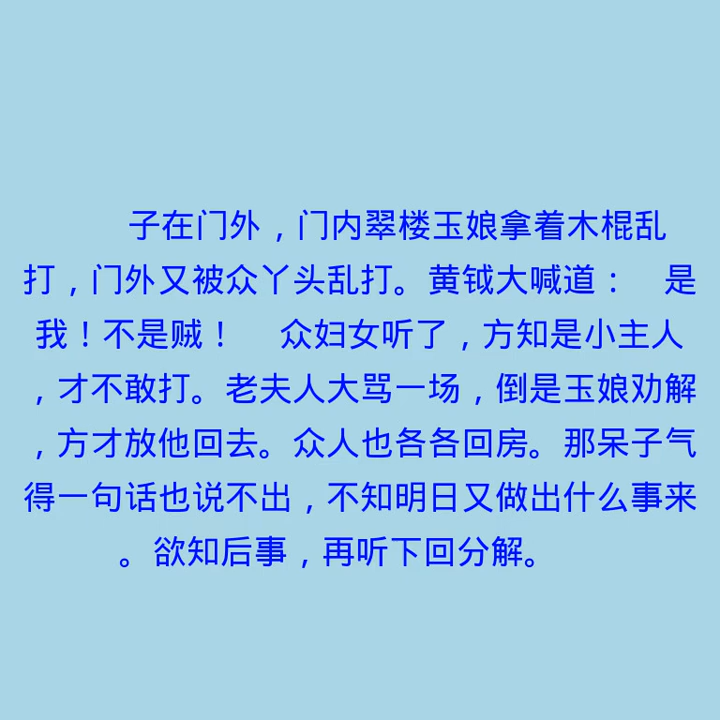 子在门外，门内翠楼玉娘拿着木棍乱
打，门外又被众丫头乱打。黄钺大喊道： 是
我！不是贼！ 众妇女听了，方知是小主人
，才不敢打。老夫人大骂一场，倒是玉娘劝解
，方才放他回去。众人也各各回房。那呆子气
得一句话也说不出，不知明日又做出什么事来
。欲知后事，再听下回分解。